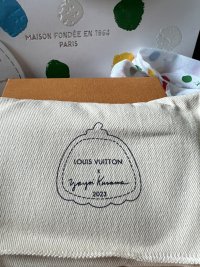 MAISON FONDÉE EN 1854
PARIS
LOUIS VUITTON
X
Yayoi Kusama
2023